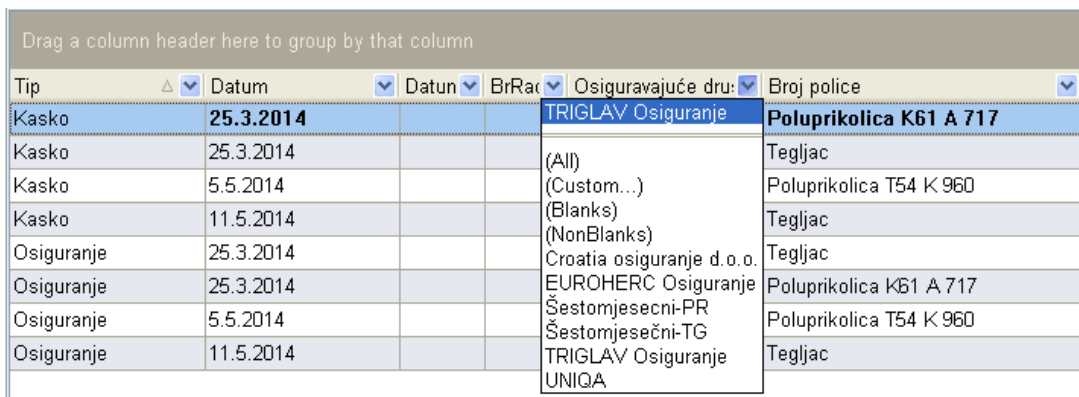 Drag a column header here to group by that column
Tip Datum Datun BrRac Osiguravajuće dru: Broj police
Kasko 25.3.2014 TRIGLAV Osiguranje Poluprikolica K61 A 717
Kasko 25.3.2014 Tegljac
(All)
Kasko 5.5.2014 (Custom...) Poluprikolica T54 K 960
(Blanks)
Kasko 11.5.2014 Tegljac
(NonBlanks)
Osiguranje 25.3.2014 Croatia osiguranje d.o.o. Tegljac
Osiguranje 25.3.2014 EUROHERC Osiguranje Poluprikolica K61 A 717
Šestomjesecni-PR
Osiguranje 5.5.2014 Šestomjesečni-TG Poluprikolica T54 K 960
Osiguranje 11.5.2014 TRIGLAV Osiguranje Tegljac
UNIQA